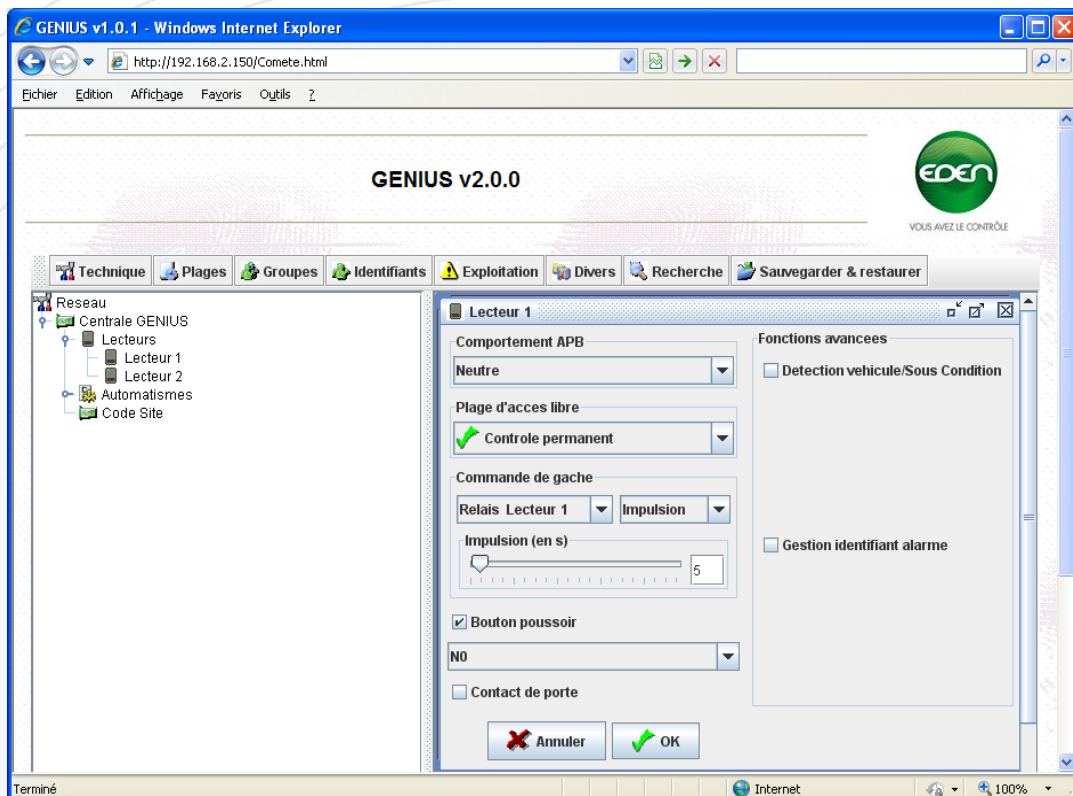 GENIUS v1.0.1 - Windows Internet Explorer
http://192.168.2.150/Comete.html
Fichier Edition Affichage Favoris Outils ?
GENIUS v2.0.0
EDEN
VOUS AVEZ LE CONTRÔLE
Technique Plages Groupes Identifiants Exploitation Divers Recherche Sauvegarder & restaurer
Reseau
Centrale GENIUS
Lecteurs
Lecteur 1
Lecteur 2
Automatismes
Code Site
Lecteur 1
Comportement APB
Neutre
Plage d'acces libre
Controle permanent
Commande de gache
Relais Lecteur 1 Impulsion
Impulsion (en s)
5
Bouton poussoir
NO
Contact de porte
Fonctions avancees
Detection vehicule/Sous Condition
Gestion identifiant alarme
Annuler OK
Terminé Internet 100%